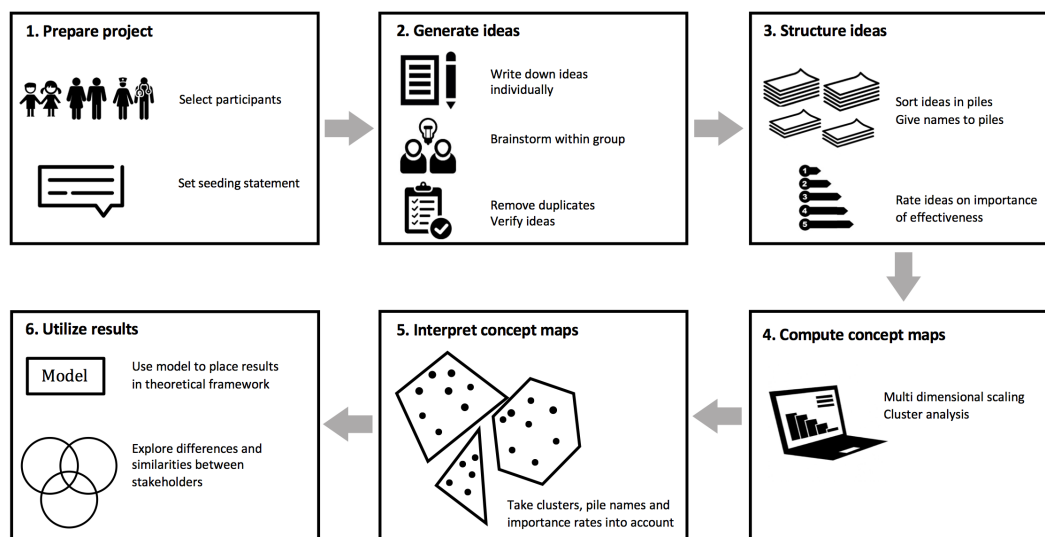 1. Prepare project
Select participants
Set seeding statement
2. Generate ideas
Write down ideas
individually
Brainstorm within group
Remove duplicates
Verify ideas
3. Structure ideas
Sort ideas in piles
Give names to piles
1
2
3
4
5
Rate ideas on importance
of effectiveness
4. Compute concept maps
Multi dimensional scaling
Cluster analysis
5. Interpret concept maps
Take clusters, pile names and
importance rates into account
6. Utilize results
Model
Use model to place results
in theoretical framework
Explore differences and
similarities between
stakeholders